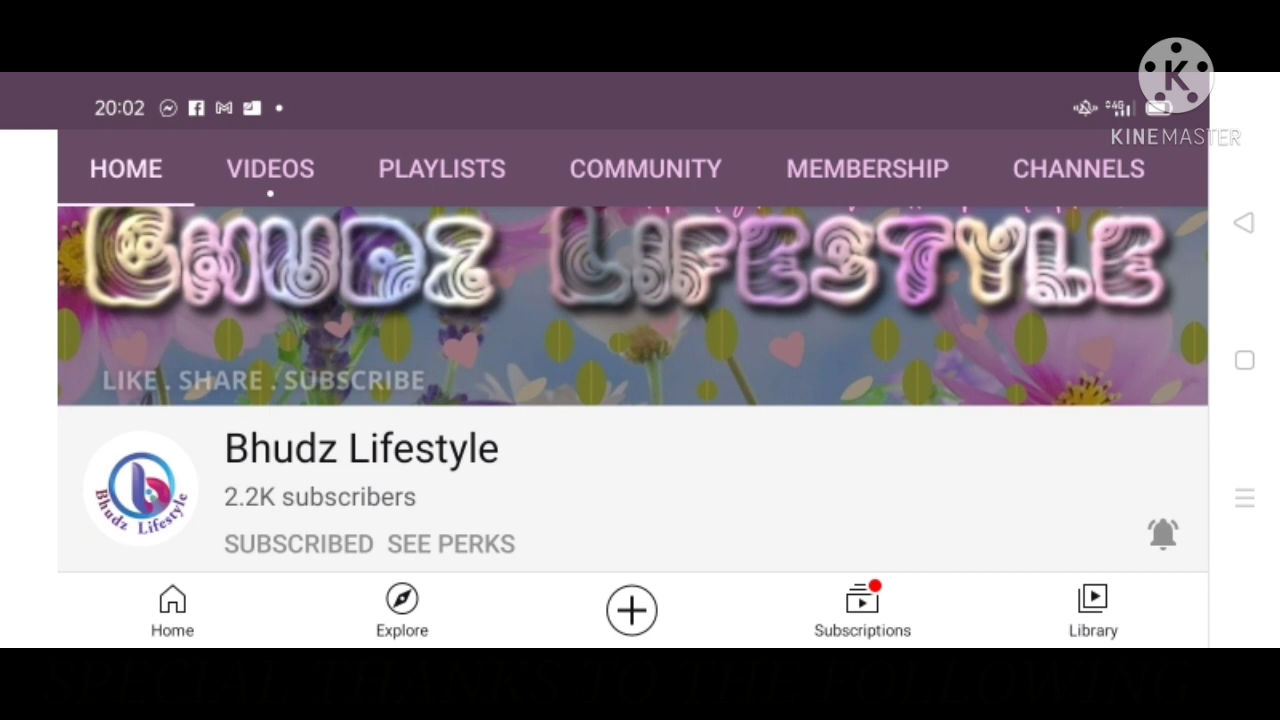 K
KINEMASTER
20:02
4G
HOME VIDEOS PLAYLISTS COMMUNITY MEMBERSHIP CHANNELS
BHUDZ LIFESTYLE
LIKE . SHARE . SUBSCRIBE
Bhudz Lifestyle
Bhudz Lifestyle
2.2K subscribers
SUBSCRIBED SEE PERKS
Home Explore Subscriptions Library
SPECIAL THANKS TO THE FOLLOWING